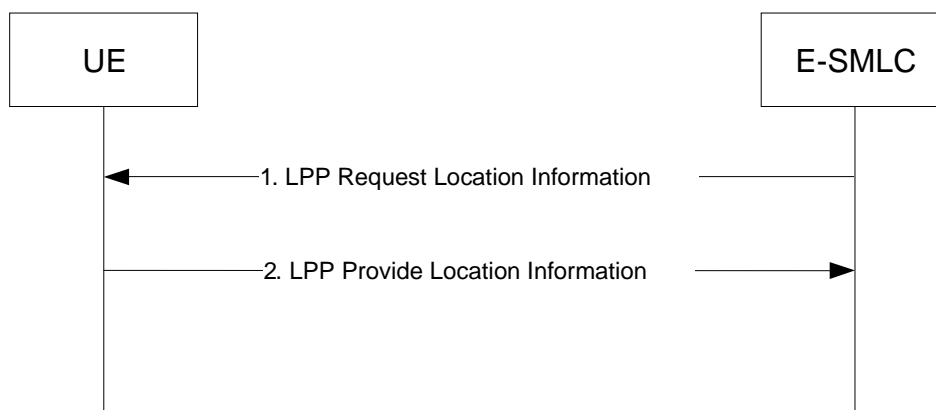 UE
E-SMLC
1. LPP Request Location Information
2. LPP Provide Location Information